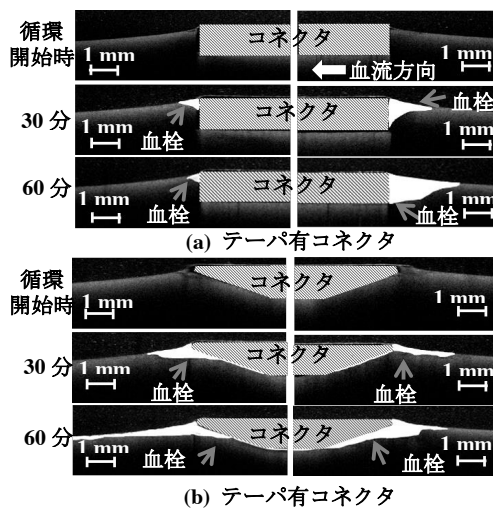 循環
開始時
1 mm
コネクタ
血流方向
1 mm
30 分
1 mm
血栓
コネクタ
血栓
1 mm
60 分
1 mm
血栓
コネクタ
血栓
1 mm
(a) テーパ有コネクタ
循環
開始時
1 mm
コネクタ
1 mm
30 分
1 mm
血栓
コネクタ
血栓
1 mm
60 分
1 mm
血栓
コネクタ
血栓
1 mm
(b) テーパ有コネクタ